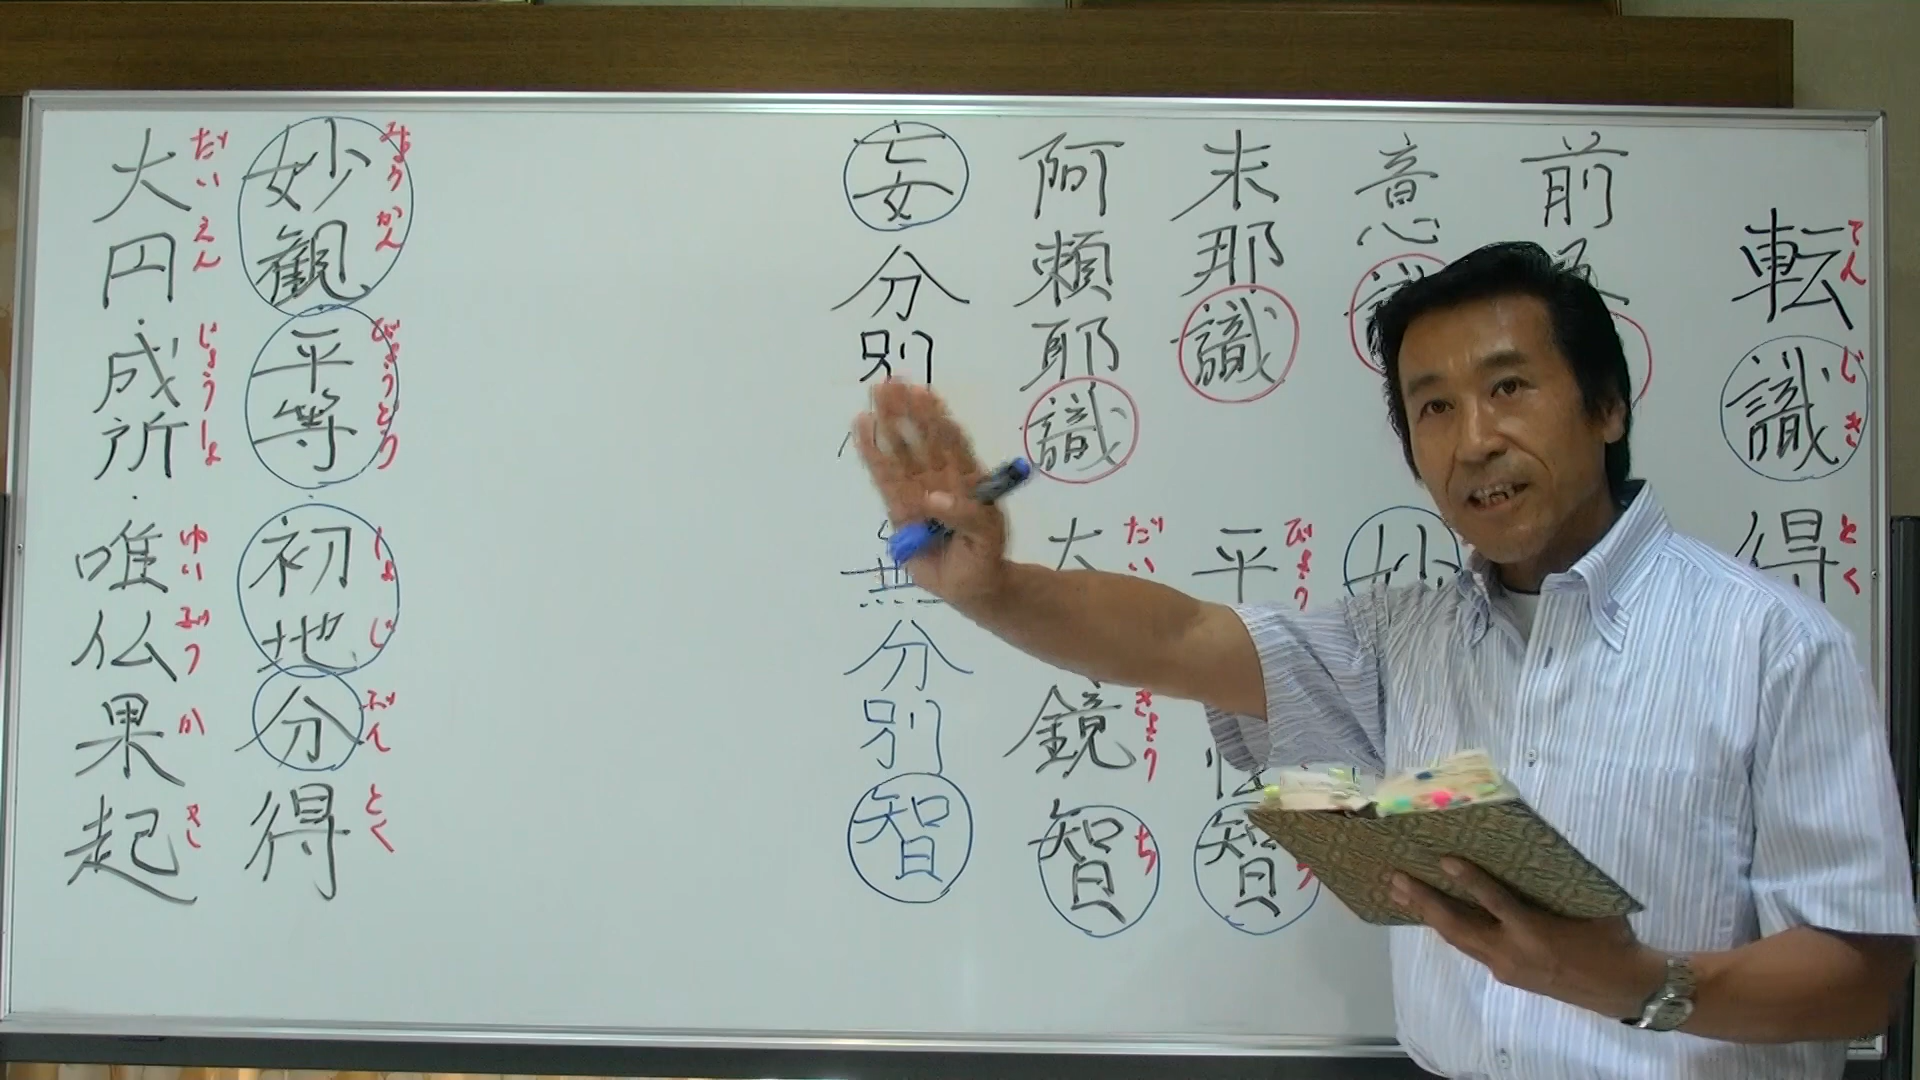 転識得
てんじきとく
前
意識
妙
末那識
平
びょう
智
阿頼耶識
大鏡智
だいきょうち
妄分別
無分別智
妙観・平等・初地分得
みょうかんびょうどうしょじぶんとく
大円・成所・唯仏果起
だいえんじょうしょゆいぶつかき